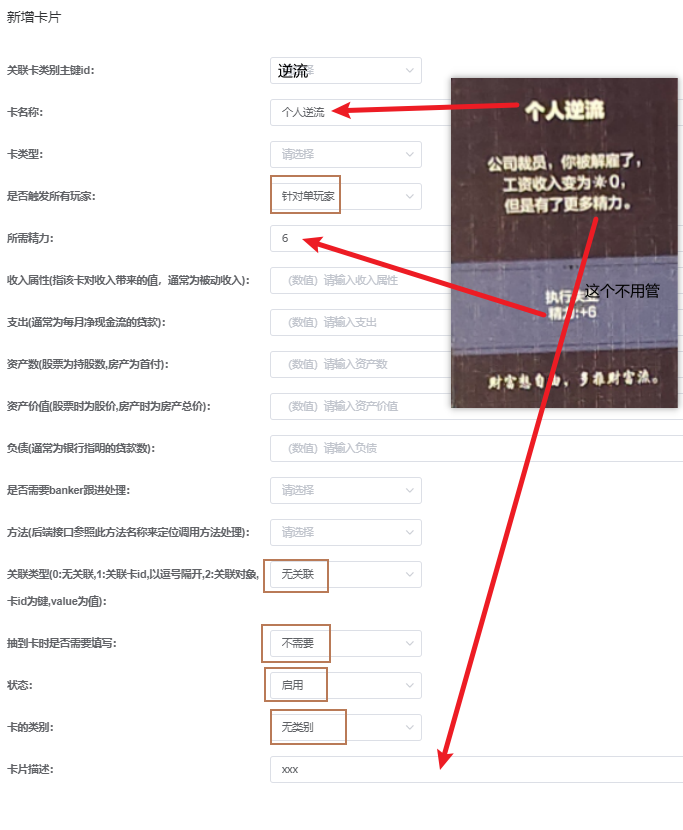 新增卡片
关联卡类别主键id：
逆流
卡名称：
个人逆流
卡类型：
请选择
是否触发所有玩家：
针对单玩家
所需精力：
6
收入属性(指该卡对收入带来的值，通常为被动收入)：
(数值) 请输入收入属性
支出(通常为每月净现金流的贷款)：
(数值) 请输入支出
资产数(股票为持股数,房产为首付)：
(数值) 请输入资产数
资产价值(股票时为股价,房产时为房产总价)：
(数值) 请输入资产价值
负债(通常为银行指明的贷款数)：
(数值) 请输入负债
是否需要banker跟进处理：
请选择
方法(后端接口参照此方法名称来定位调用方法处理)：
请选择
关联类型(0:无关联,1:关联卡id,以逗号隔开,2:关联对象,
卡id为键,value为值)：
无关联
抽到卡时是否需要填写：
不需要
状态：
启用
卡的类别：
无类别
卡片描述：
xxx
个人逆流
公司裁员，你被解雇了，
工资收入变为☀0，
但是有了更多精力。
执行
这个不用管
精力:+6
财富想自由，多推财富流。